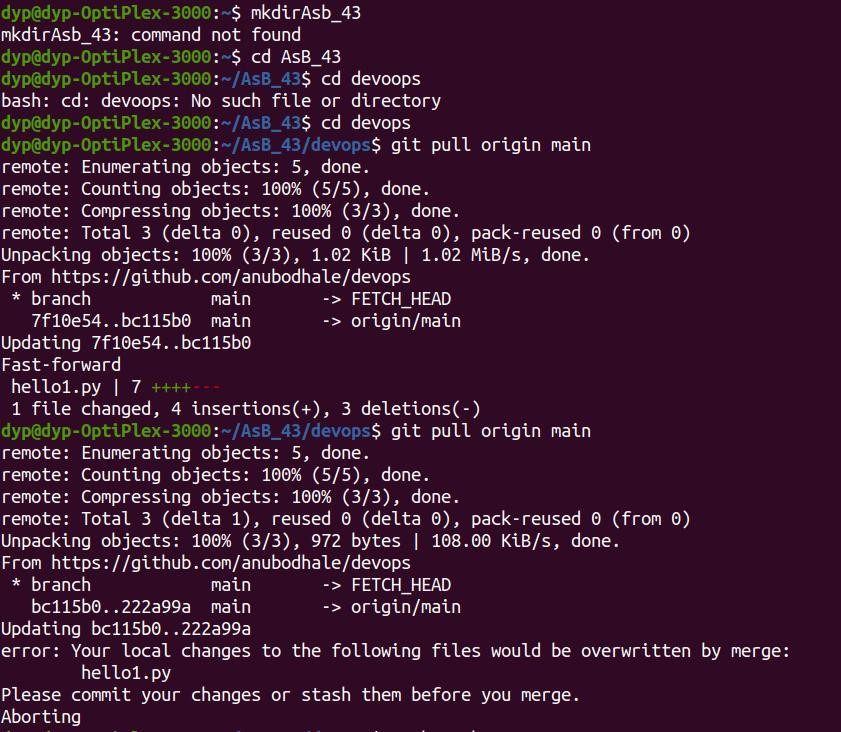 dyp@dyp-OptiPlex-3000:~$ mkdirAsb_43
mkdirAsb_43: command not found
dyp@dyp-OptiPlex-3000:~$ cd AsB_43
dyp@dyp-OptiPlex-3000:~/AsB_43$ cd devoops
bash: cd: devoops: No such file or directory
dyp@dyp-OptiPlex-3000:~/AsB_43$ cd devops
dyp@dyp-OptiPlex-3000:~/AsB_43/devops$ git pull origin main
remote: Enumerating objects: 5, done.
remote: Counting objects: 100% (5/5), done.
remote: Compressing objects: 100% (3/3), done.
remote: Total 3 (delta 0), reused 0 (delta 0), pack-reused 0 (from 0)
Unpacking objects: 100% (3/3), 1.02 KiB | 1.02 MiB/s, done.
From https://github.com/anubodhale/devops
 * branch            main       -> FETCH_HEAD
   7f10e54..bc115b0  main       -> origin/main
Updating 7f10e54..bc115b0
Fast-forward
 hello1.py | 7 ++++---
 1 file changed, 4 insertions(+), 3 deletions(-)
dyp@dyp-OptiPlex-3000:~/AsB_43/devops$ git pull origin main
remote: Enumerating objects: 5, done.
remote: Counting objects: 100% (5/5), done.
remote: Compressing objects: 100% (3/3), done.
remote: Total 3 (delta 1), reused 0 (delta 0), pack-reused 0 (from 0)
Unpacking objects: 100% (3/3), 972 bytes | 108.00 KiB/s, done.
From https://github.com/anubodhale/devops
 * branch            main       -> FETCH_HEAD
   bc115b0..222a99a  main       -> origin/main
Updating bc115b0..222a99a
error: Your local changes to the following files would be overwritten by merge:
        hello1.py
Please commit your changes or stash them before you merge.
Aborting